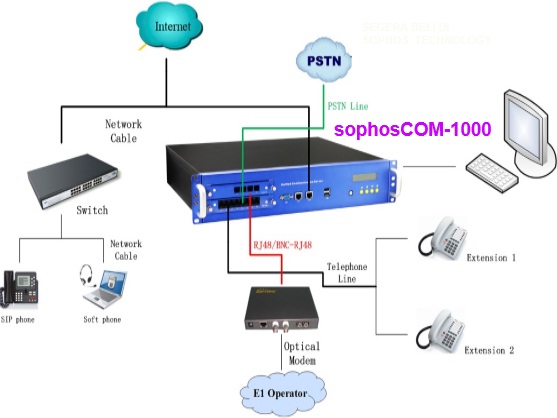 Internet
PSTN
PSTN Line
sophosCOM-1000
Network
Cable
Switch
Network
Cable
SIP phone
Soft phone
RJ48/BNC-RJ48
Telephone
Line
Extension 1
Extension 2
Optical
Modem
E1 Operator